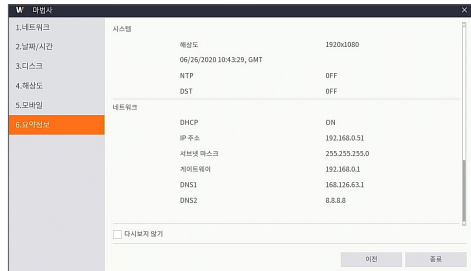 W 마법사
1.네트워크
2.날짜/시간
3.디스크
4.해상도
5.모바일
6.요약정보
시스템
해상도 1920x1080
06/26/2020 10:43:29, GMT
NTP OFF
DST OFF
네트워크
DHCP ON
IP 주소 192.168.0.51
서브넷 마스크 255.255.255.0
게이트웨이 192.168.0.1
DNS1 168.126.63.1
DNS2 8.8.8.8
다시보지 않기
이전 종료